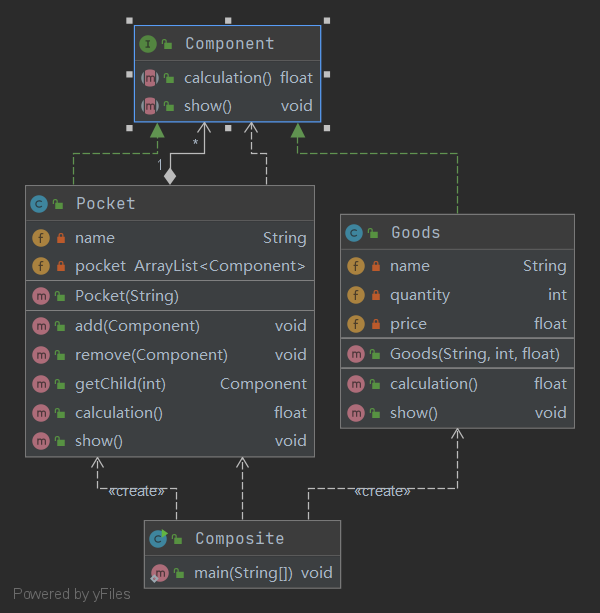 I Component
m calculation() float
m show() void
1 *
C Pocket
f name String
f pocket ArrayList<Component>
m Pocket(String)
m add(Component) void
m remove(Component) void
m getChild(int) Component
m calculation() float
m show() void
C Goods
f name String
f quantity int
f price float
m Goods(String, int, float)
m calculation() float
m show() void
«create»
«create»
C Composite
m main(String[]) void
Powered by yFiles